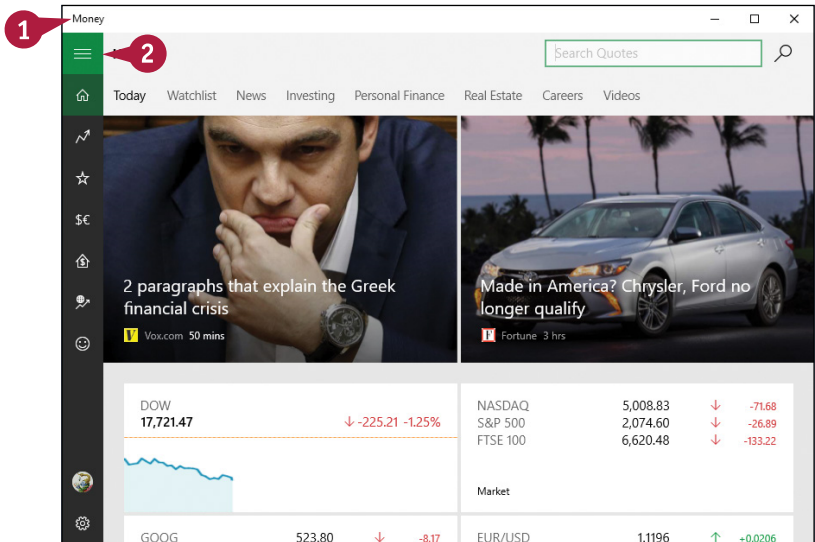 1
Money
2
Search Quotes
Today Watchlist News Investing Personal Finance Real Estate Careers Videos
$€
$
2 paragraphs that explain the Greek
financial crisis
V Vox.com 50 mins
Made in America? Chrysler, Ford no
longer qualify
F Fortune 3 hrs
DOW
17,721.47 -225.21 -1.25%
NASDAQ 5,008.83 -71.68
S&P 500 2,074.60 -26.89
FTSE 100 6,620.48 -133.22
Market
GOOG 523.80 -8.17
EUR/USD 1.1196 +0.0206